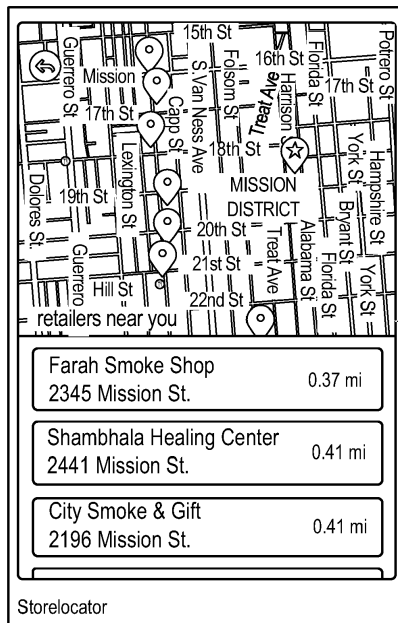 15th St
Guerrero St
Mission
17th St
Capp St
S. Van Ness Ave
Folsom St
Treat Ave
16th St
Harrison
Florida St
17th St
Potrero St
18th St
Lexington St
Dolores St.
19th St
MISSION
DISTRICT
York St
Hampshire St
Bryant St
20th St
Guerrero
21st St
Treat Ave
Alabama St
Florida St
York St
Hill St
22nd St
retailers near you
Farah Smoke Shop
2345 Mission St.
0.37 mi
Shambhala Healing Center
2441 Mission St.
0.41 mi
City Smoke & Gift
2196 Mission St.
0.41 mi
Storelocator